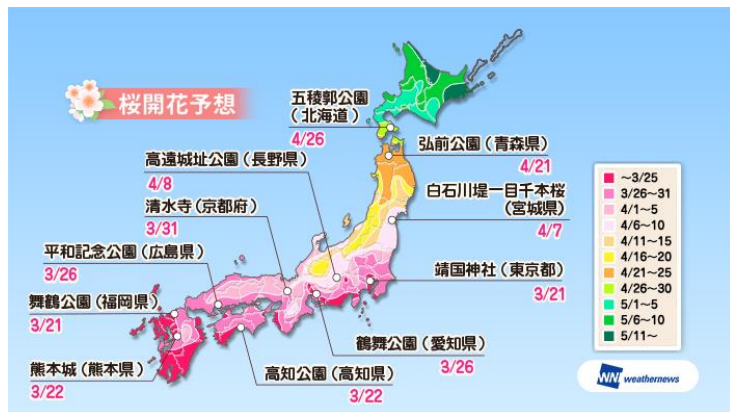 桜開花予想
五稜郭公園
(北海道)
4/26
弘前公園(青森県)
4/21
高遠城址公園(長野県)
4/8
白石川堤一目千本桜
(宮城県)
4/7
清水寺(京都府)
3/31
平和記念公園(広島県)
3/26
靖国神社(東京都)
3/21
舞鶴公園(福岡県)
3/21
鶴舞公園(愛知県)
3/26
熊本城(熊本県)
3/22
高知公園(高知県)
3/22
～3/25
3/26～31
4/1～5
4/6～10
4/11～15
4/16～20
4/21～25
4/26～30
5/1～5
5/6～10
5/11～
WNI weathernews